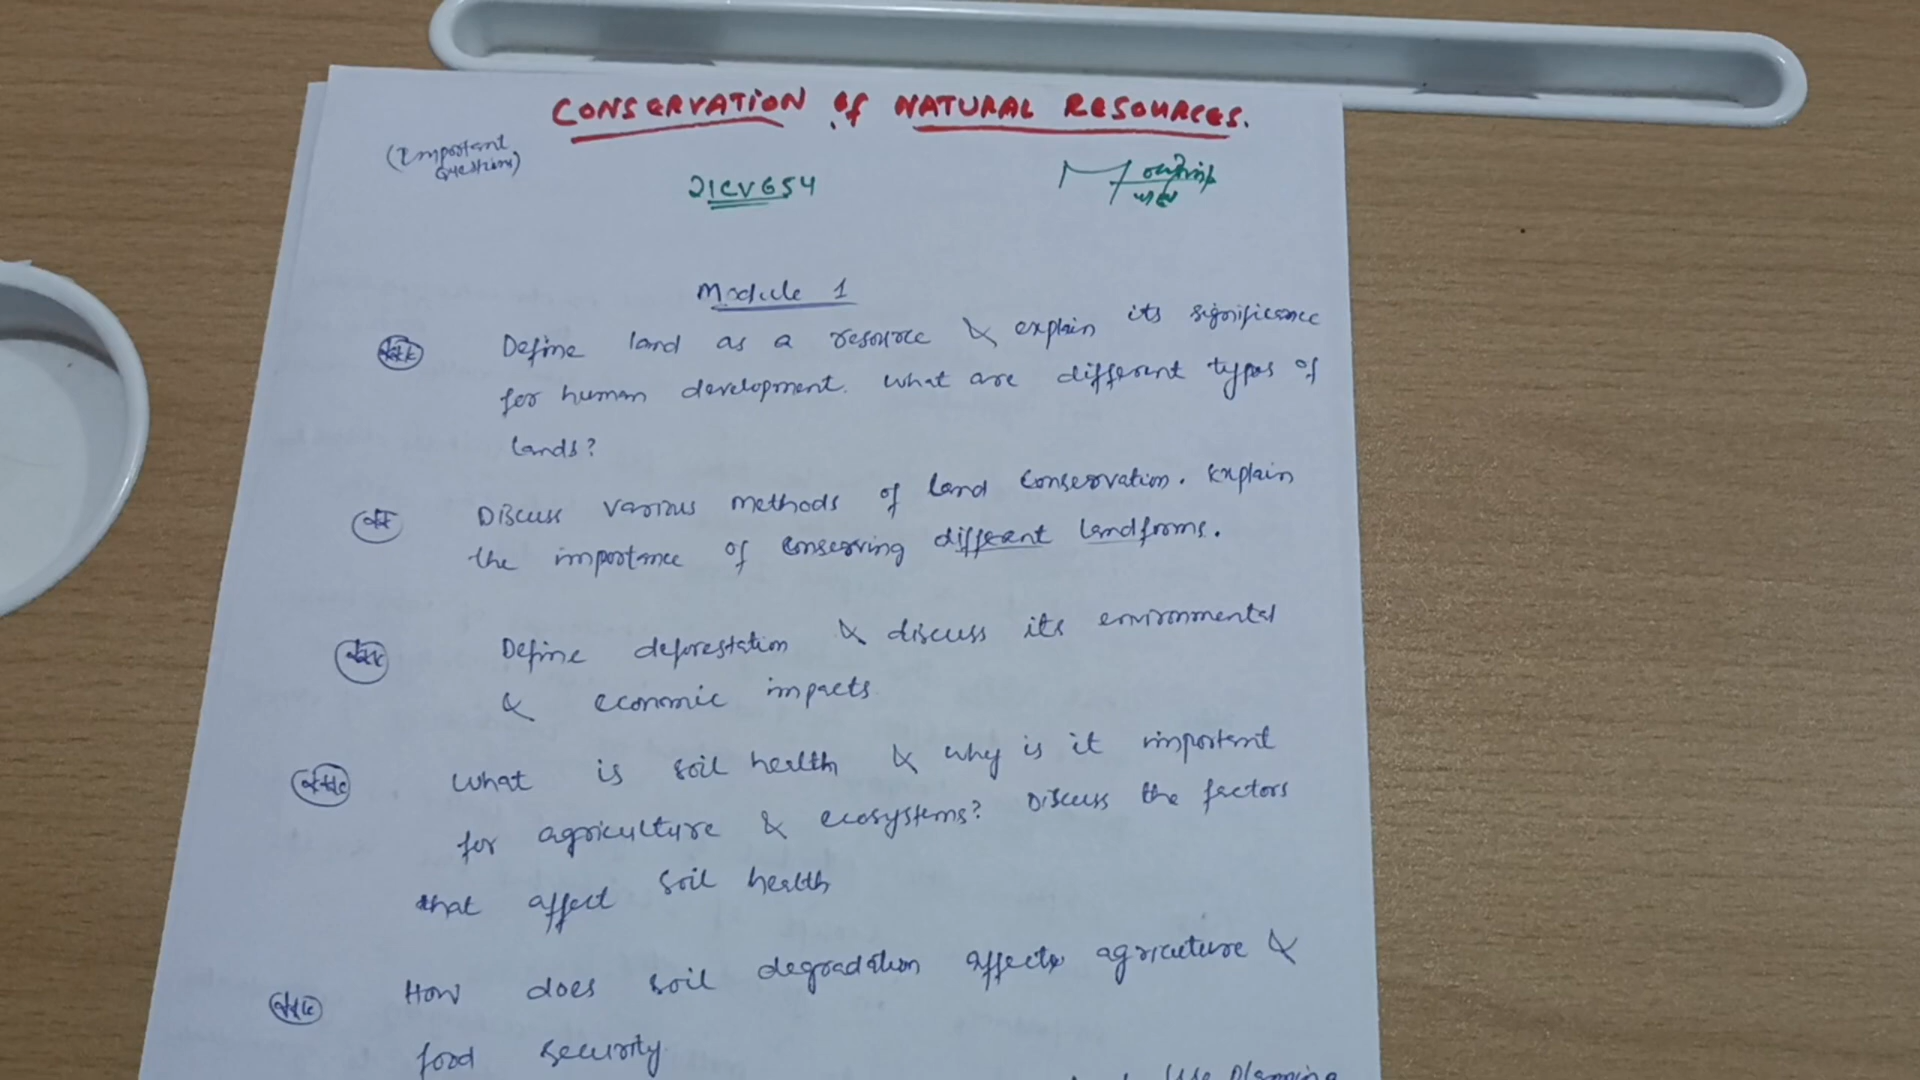 CONSERVATION of NATURAL RESOURCES.
(Important
Questions)
21CV654
Module 1
Define land as a resource & explain its significance
for human development. What are different types of
lands?
Discuss various methods of land conservation. Explain
the importance of conserving different landforms.
Define deforestation & discuss its environmental
& economic impacts
What is soil health & why is it important
for agriculture & ecosystems? Discuss the factors
that affect soil health
How does soil degradation affects agriculture &
food security
Use Planning